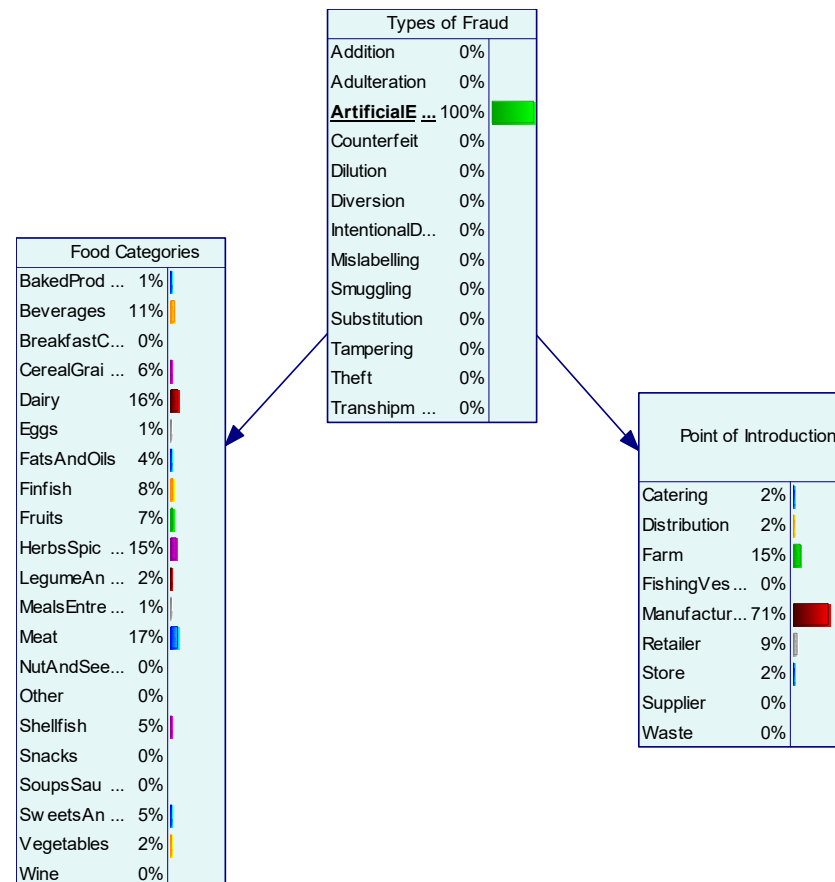 Types of Fraud
Addition 0%
Adulteration 0%
ArtificialE ... 100%
Counterfeit 0%
Dilution 0%
Diversion 0%
IntentionalD... 0%
Mislabelling 0%
Smuggling 0%
Substitution 0%
Tampering 0%
Theft 0%
Transhipm ... 0%
Food Categories
BakedProd ... 1%
Beverages 11%
BreakfastC... 0%
CerealGrai ... 6%
Dairy 16%
Eggs 1%
FatsAndOils 4%
Finfish 8%
Fruits 7%
HerbsSpic ... 15%
LegumeAn ... 2%
MealsEntre ... 1%
Meat 17%
NutAndSee... 0%
Other 0%
Shellfish 5%
Snacks 0%
SoupsSau ... 0%
SweetsAn ... 5%
Vegetables 2%
Wine 0%
Point of Introduction
Catering 2%
Distribution 2%
Farm 15%
FishingVes ... 0%
Manufactur... 71%
Retailer 9%
Store 2%
Supplier 0%
Waste 0%